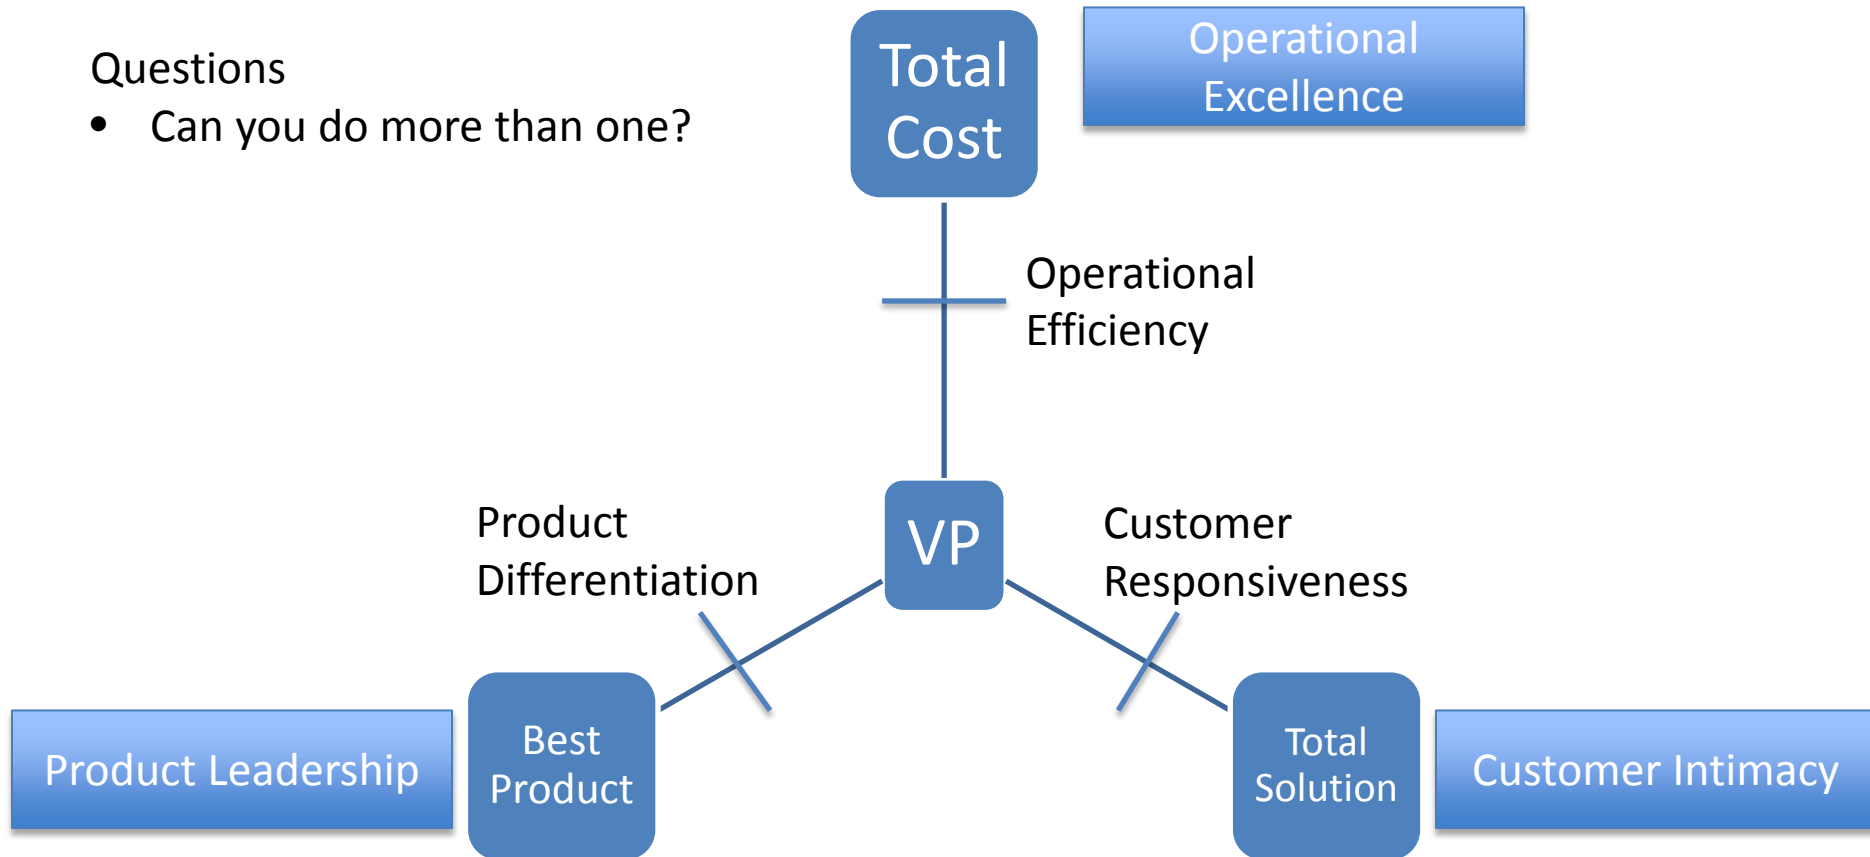 Questions
• Can you do more than one?
Total
Cost
Operational
Excellence
Operational
Efficiency
VP
Product
Differentiation
Customer
Responsiveness
Product Leadership
Best
Product
Total
Solution
Customer Intimacy